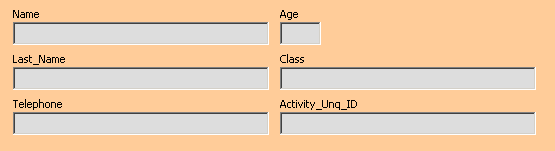 Name
Age
Last_Name
Class
Telephone
Activity_Unq_ID